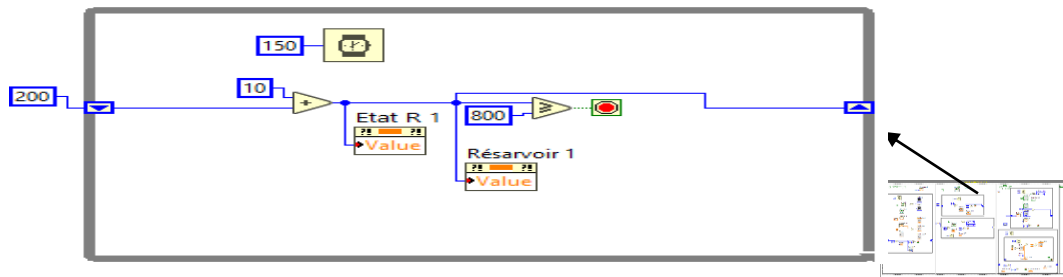 150
200
10
+
Etat R 1
?! ?!
Value
800
≥
Résarvoir 1
?! ?!
Value